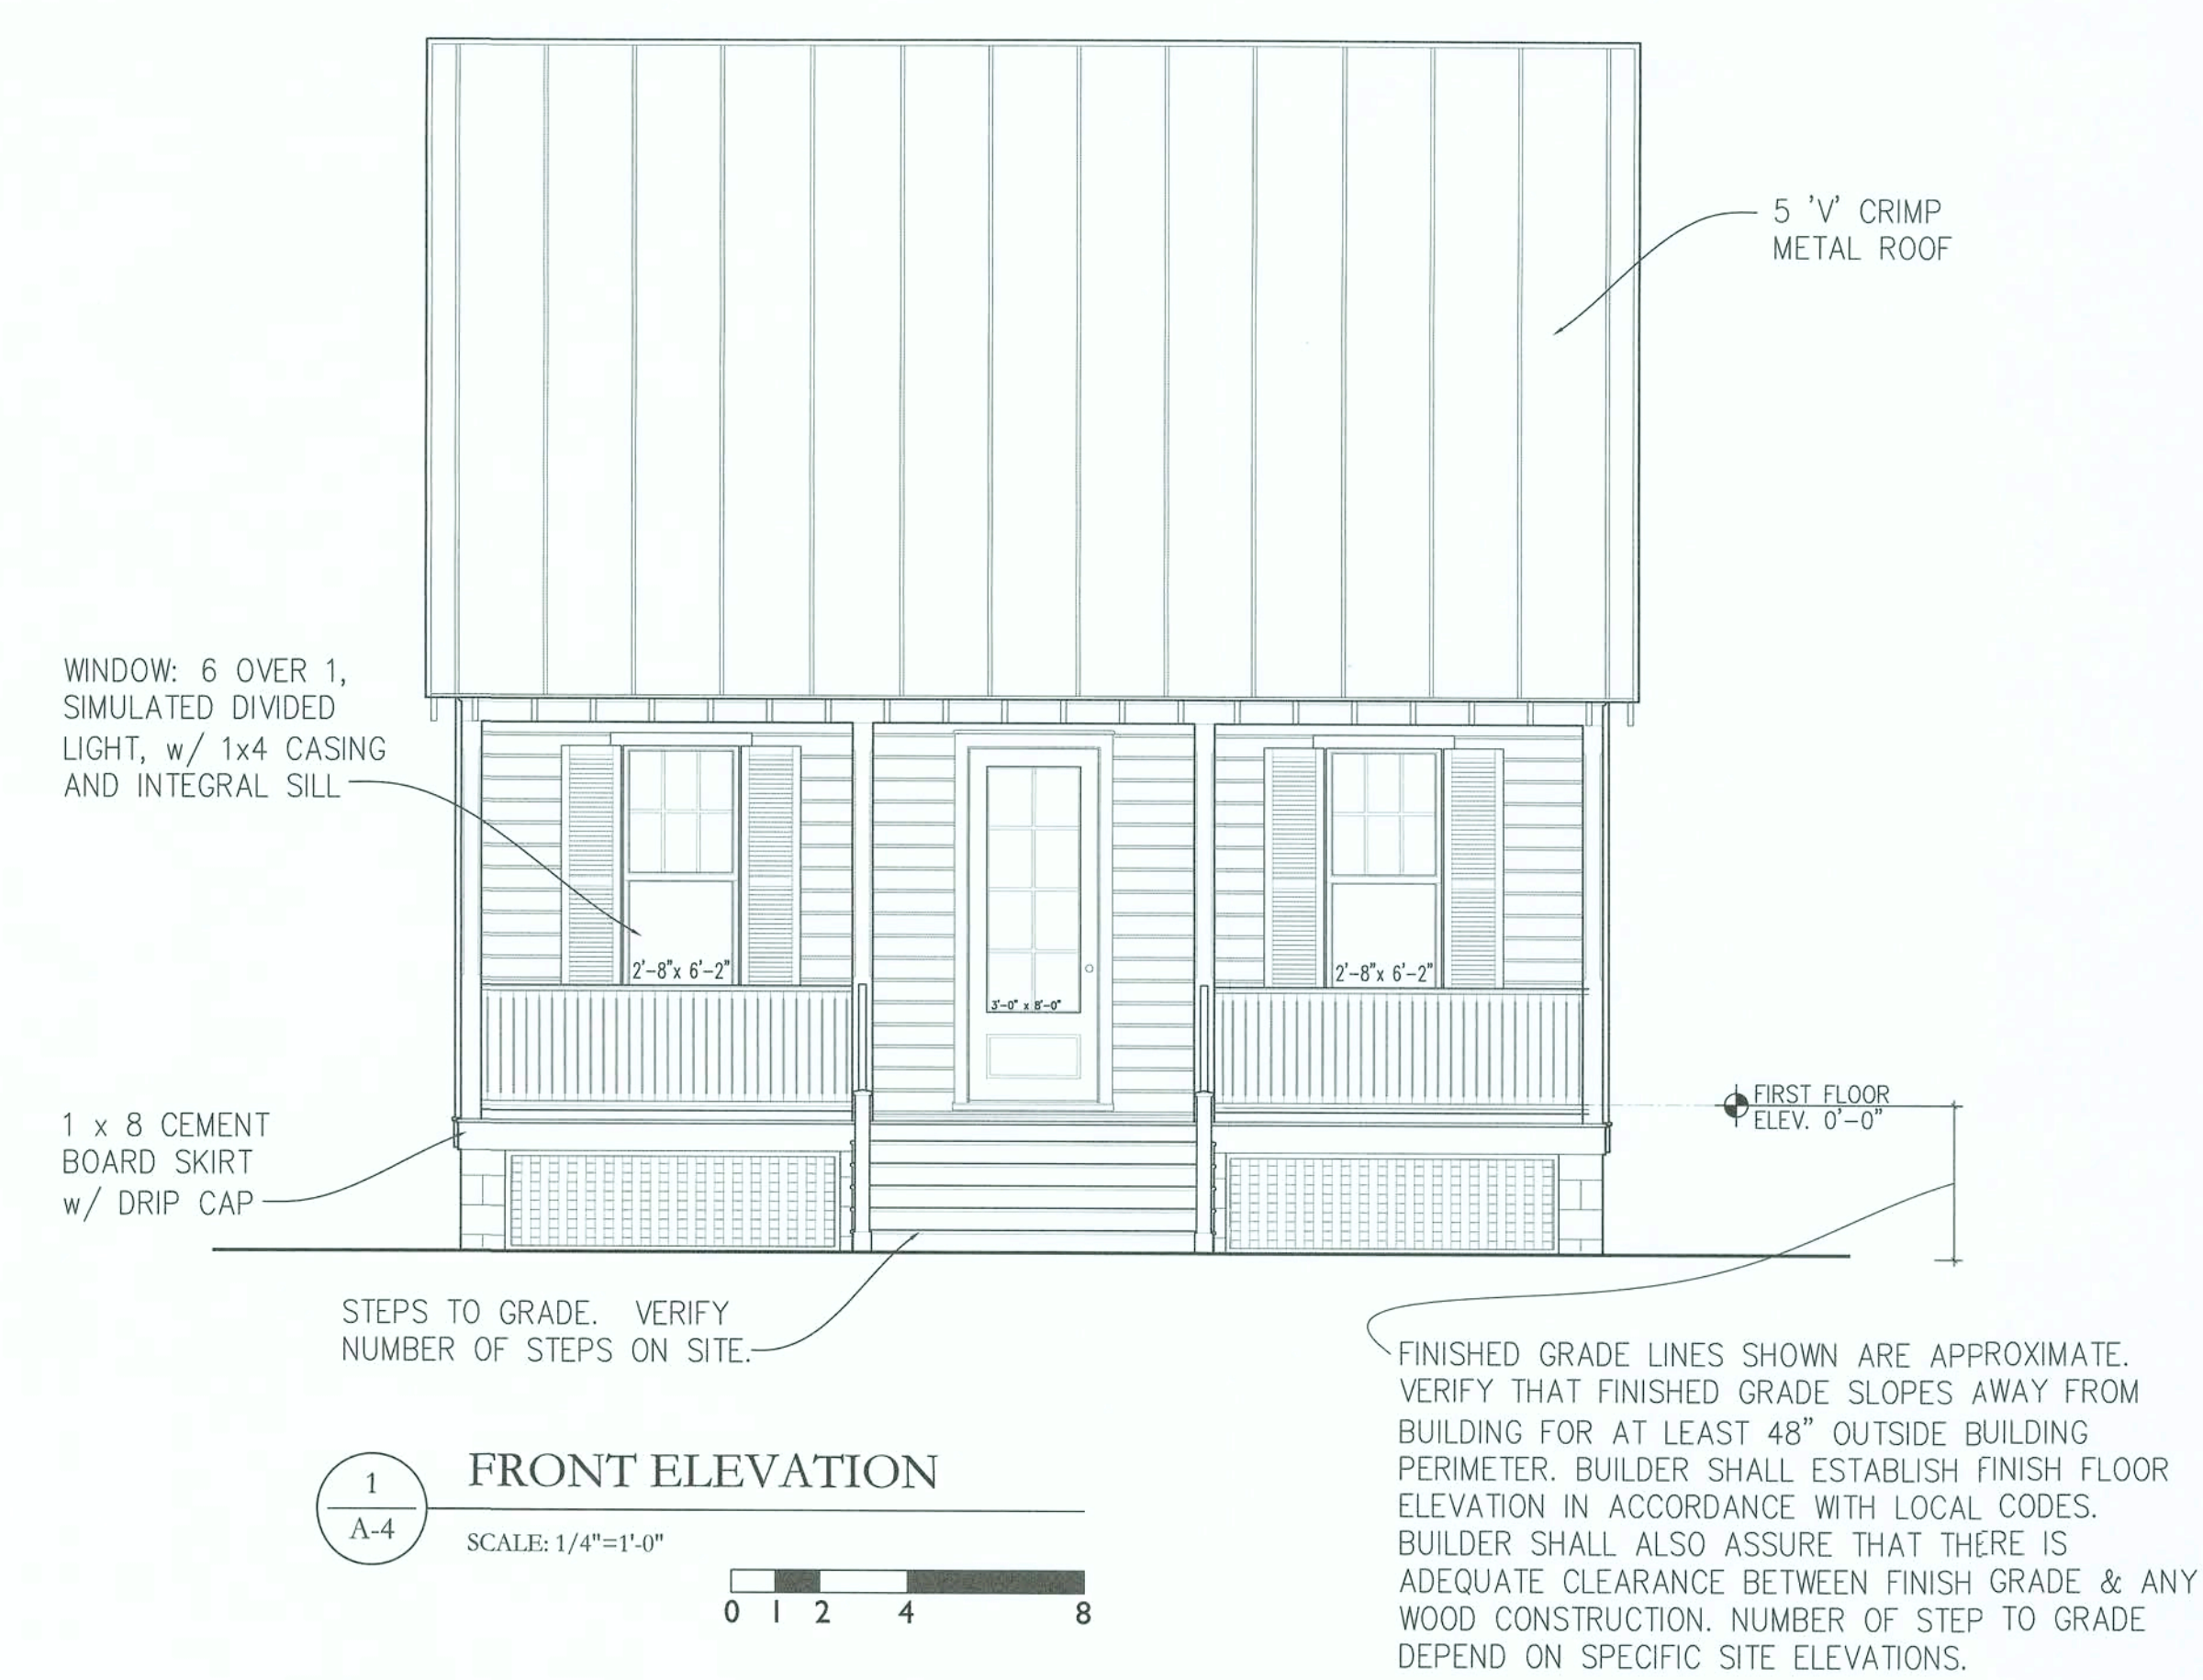 5 'V' CRIMP
METAL ROOF
WINDOW: 6 OVER 1,
SIMULATED DIVIDED
LIGHT, w/ 1x4 CASING
AND INTEGRAL SILL
2'-8"x 6'-2"
3'-0" x 8'-0"
2'-8"x 6'-2"
FIRST FLOOR
ELEV. 0'-0"
1 x 8 CEMENT
BOARD SKIRT
w/ DRIP CAP
STEPS TO GRADE. VERIFY
NUMBER OF STEPS ON SITE.
FINISHED GRADE LINES SHOWN ARE APPROXIMATE.
VERIFY THAT FINISHED GRADE SLOPES AWAY FROM
BUILDING FOR AT LEAST 48" OUTSIDE BUILDING
PERIMETER. BUILDER SHALL ESTABLISH FINISH FLOOR
ELEVATION IN ACCORDANCE WITH LOCAL CODES.
BUILDER SHALL ALSO ASSURE THAT THERE IS
ADEQUATE CLEARANCE BETWEEN FINISH GRADE & ANY
WOOD CONSTRUCTION. NUMBER OF STEP TO GRADE
DEPEND ON SPECIFIC SITE ELEVATIONS.
1
A-4
FRONT ELEVATION
SCALE: 1/4"=1'-0"
0 1 2 4 8